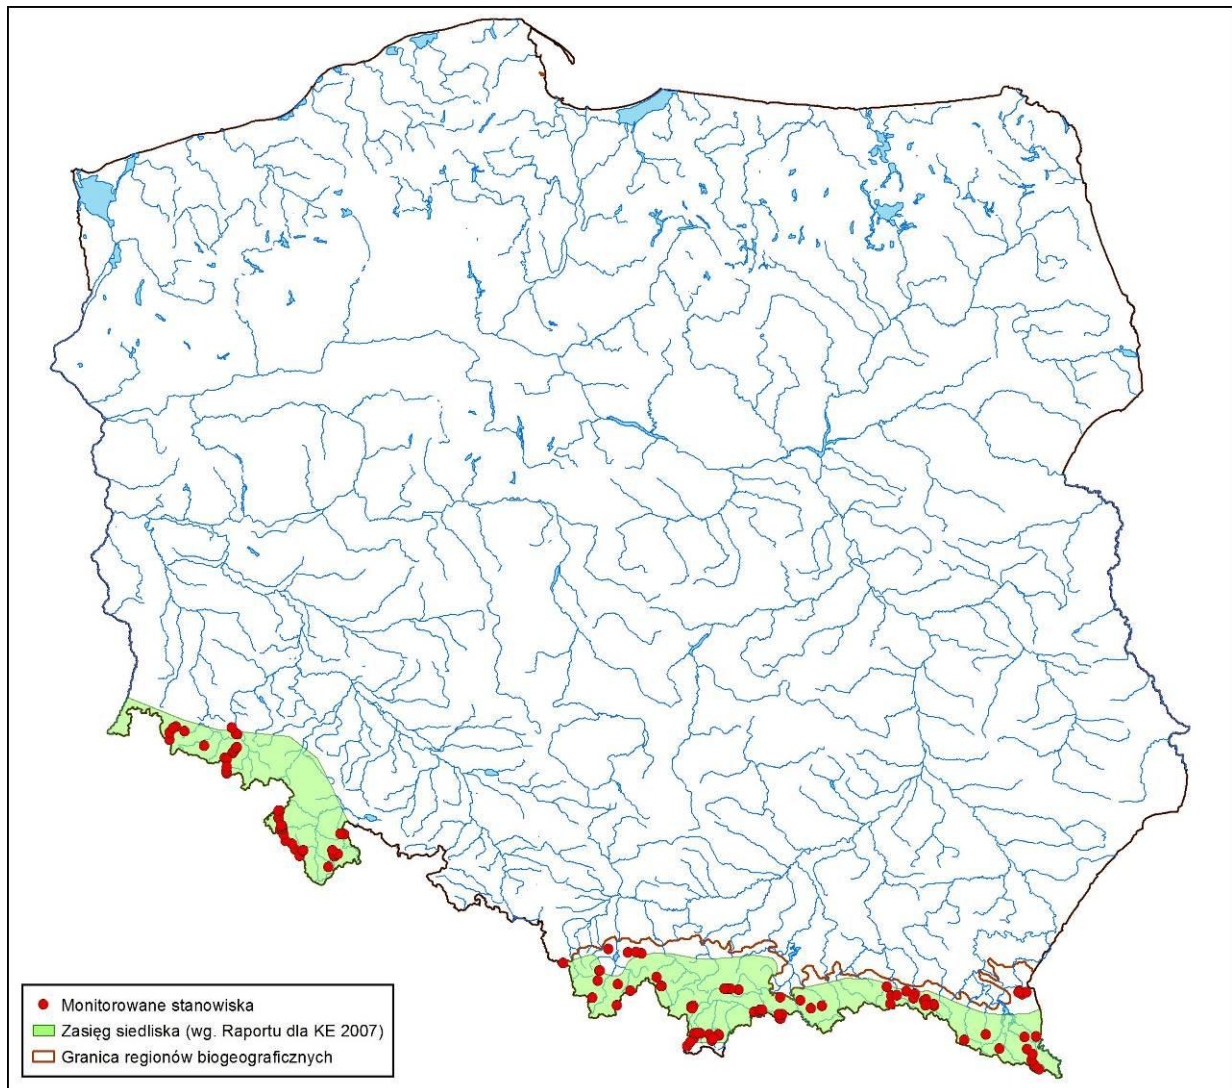 Monitorowane stanowiska
Zasięg siedliska (wg. Raportu dla KE 2007)
Granica regionów biogeograficznych